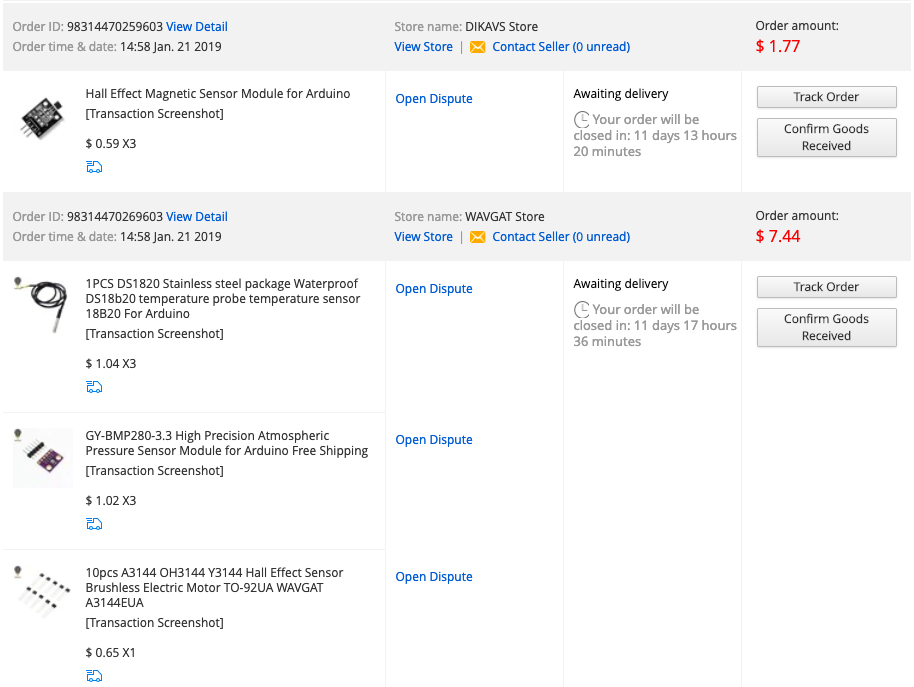 Order ID: 98314470259603 View Detail
Store name: DIKAVS Store
Order amount:
Order time & date: 14:58 Jan. 21 2019
View Store | Contact Seller (0 unread)
$ 1.77
Hall Effect Magnetic Sensor Module for Arduino
[Transaction Screenshot]
$ 0.59 X3
Open Dispute
Awaiting delivery
Your order will be
closed in: 11 days 13 hours
20 minutes
Track Order
Confirm Goods
Received
Order ID: 98314470269603 View Detail
Store name: WAVGAT Store
Order amount:
Order time & date: 14:58 Jan. 21 2019
View Store | Contact Seller (0 unread)
$ 7.44
1PCS DS1820 Stainless steel package Waterproof
DS18b20 temperature probe temperature sensor
18B20 For Arduino
[Transaction Screenshot]
$ 1.04 X3
Open Dispute
Awaiting delivery
Your order will be
closed in: 11 days 17 hours
36 minutes
Track Order
Confirm Goods
Received
GY-BMP280-3.3 High Precision Atmospheric
Pressure Sensor Module for Arduino Free Shipping
[Transaction Screenshot]
$ 1.02 X3
Open Dispute
10pcs A3144 OH3144 Y3144 Hall Effect Sensor
Brushless Electric Motor TO-92UA WAVGAT
A3144EUA
[Transaction Screenshot]
$ 0.65 X1
Open Dispute